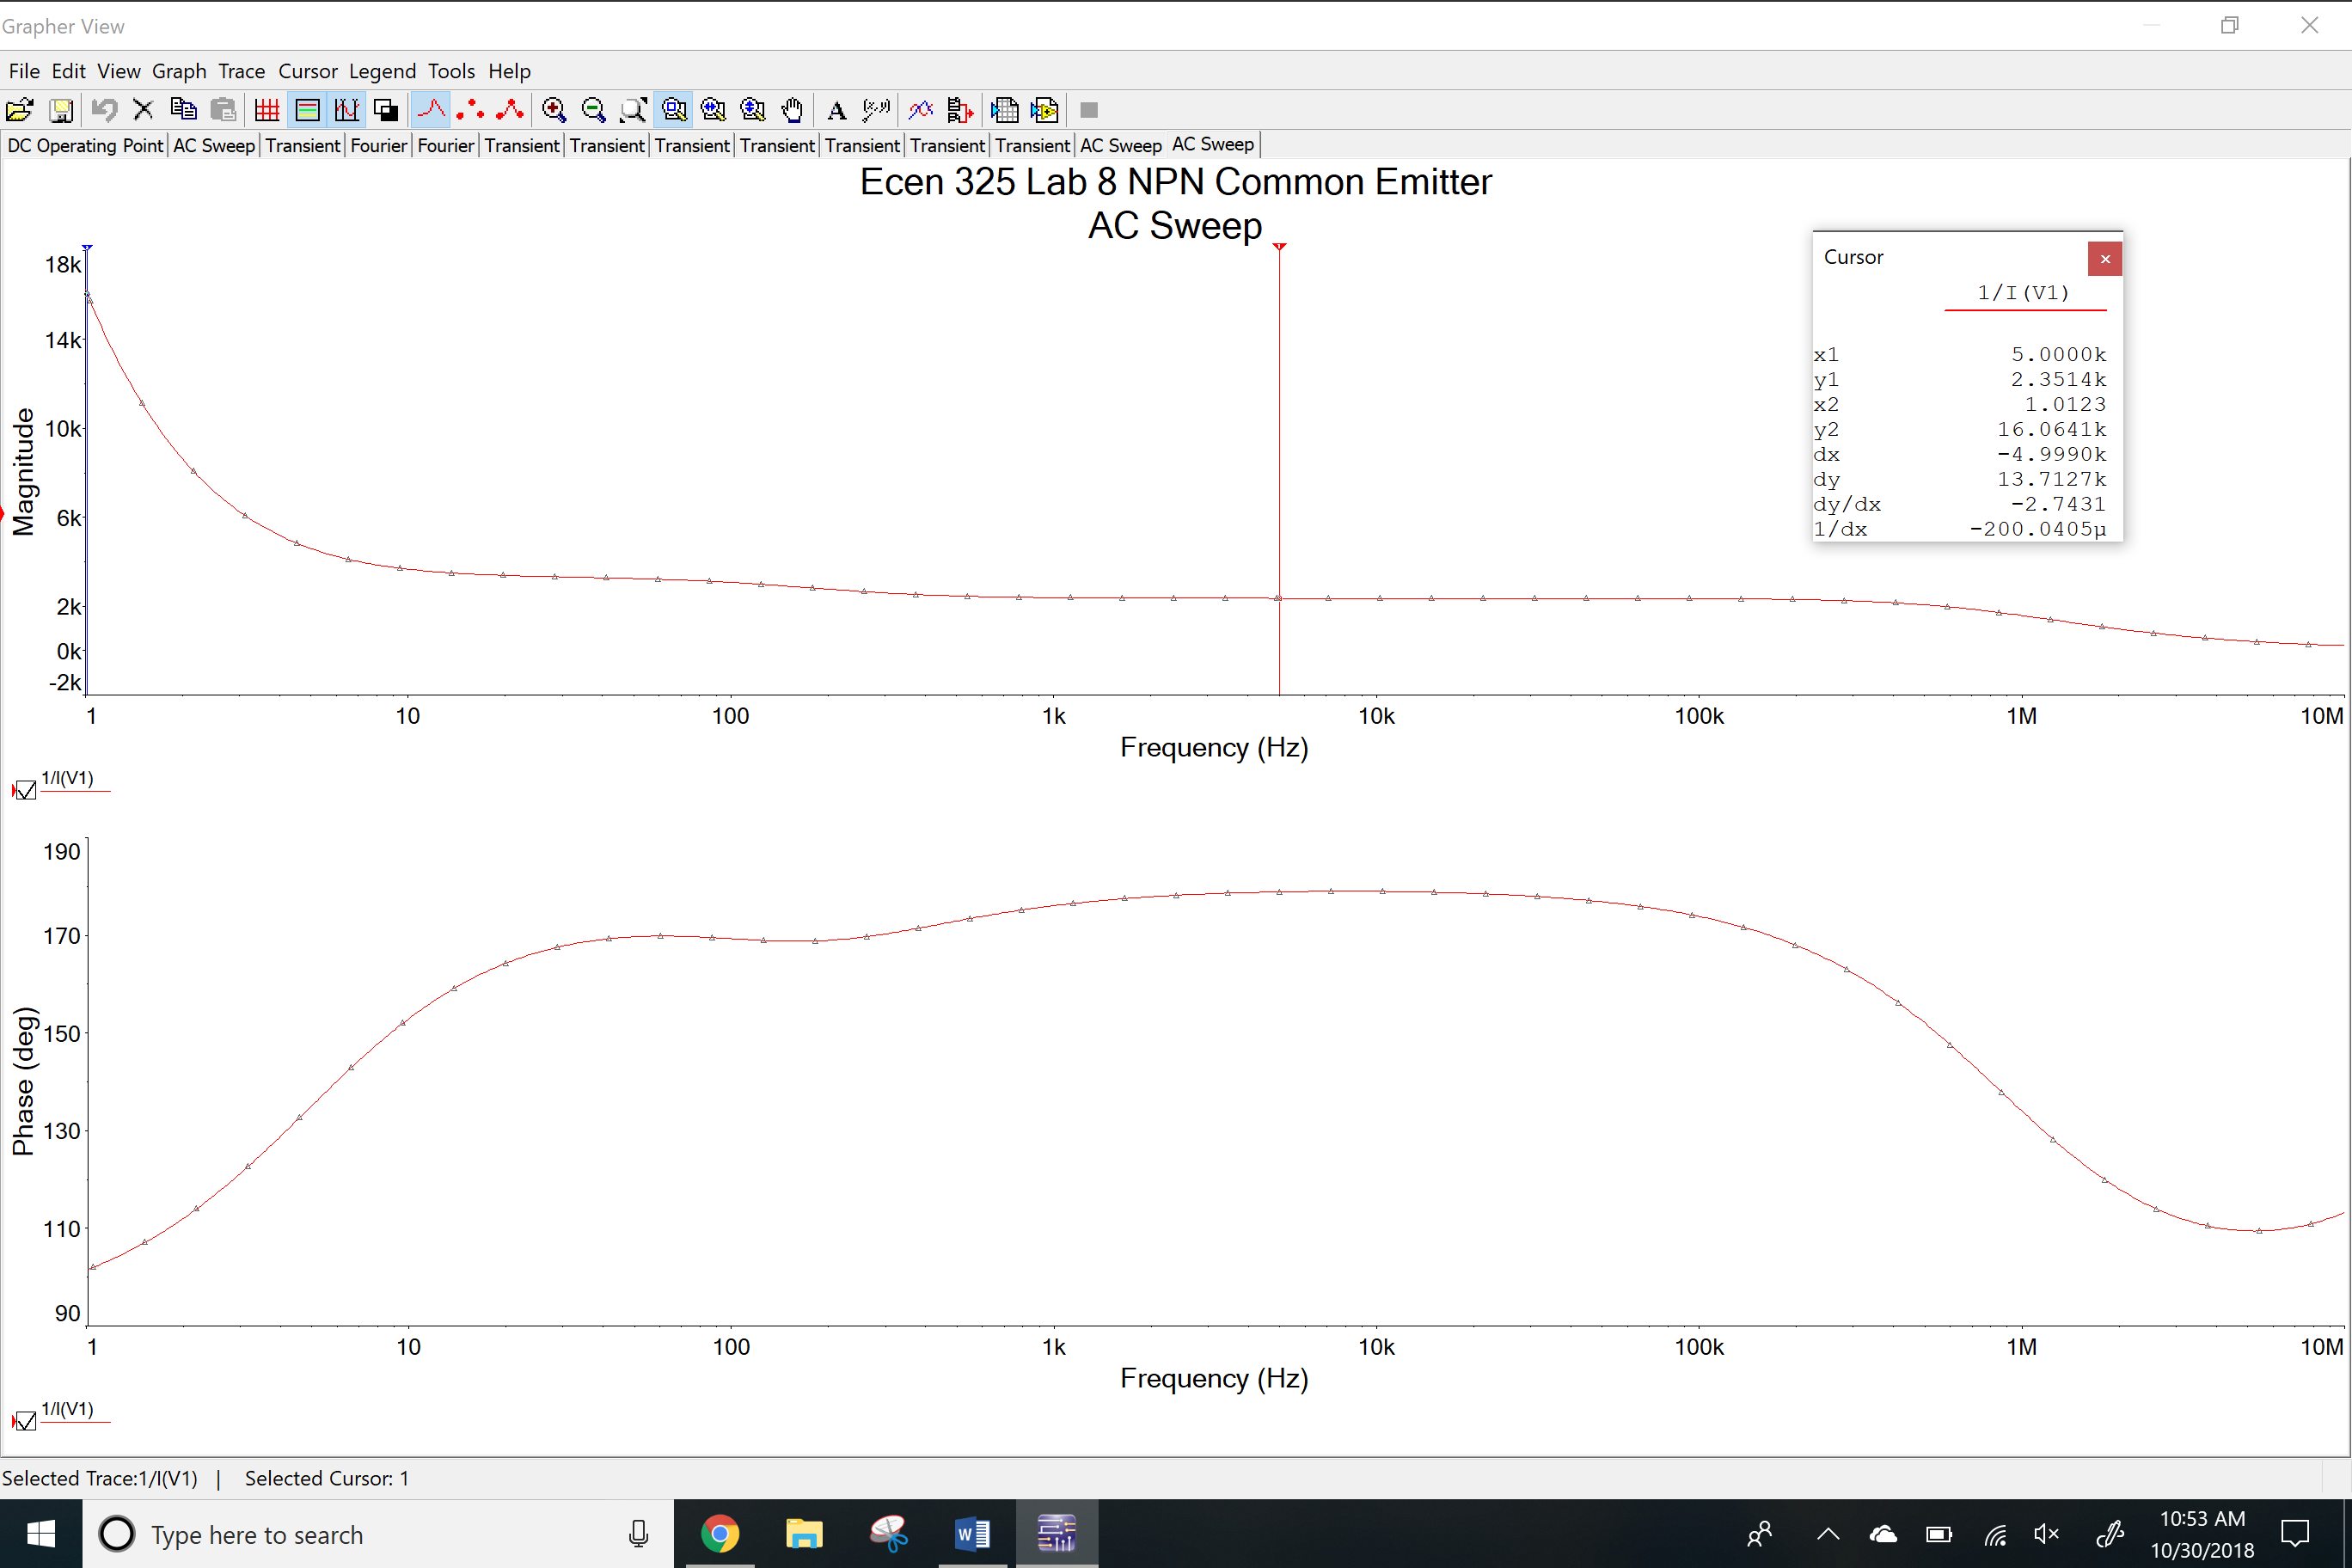 Grapher View
File Edit View Graph Trace Cursor Legend Tools Help
DC Operating Point AC Sweep Transient Fourier Fourier Transient Transient Transient Transient Transient Transient Transient AC Sweep AC Sweep
Ecen 325 Lab 8 NPN Common Emitter
AC Sweep
Cursor
1/I(V1)
x1 5.0000k
y1 2.3514k
x2 1.0123
y2 16.0641k
dx -4.9990k
dy 13.7127k
dy/dx -2.7431
1/dx -200.0405µ
Magnitude
18k
14k
10k
6k
2k
0k
-2k
1 10 100 1k 10k 100k 1M 10M
Frequency (Hz)
1/I(V1)
Phase (deg)
190
170
150
130
110
90
1 10 100 1k 10k 100k 1M 10M
Frequency (Hz)
1/I(V1)
Selected Trace:1/I(V1) | Selected Cursor: 1
Type here to search
10:53 AM
10/30/2018